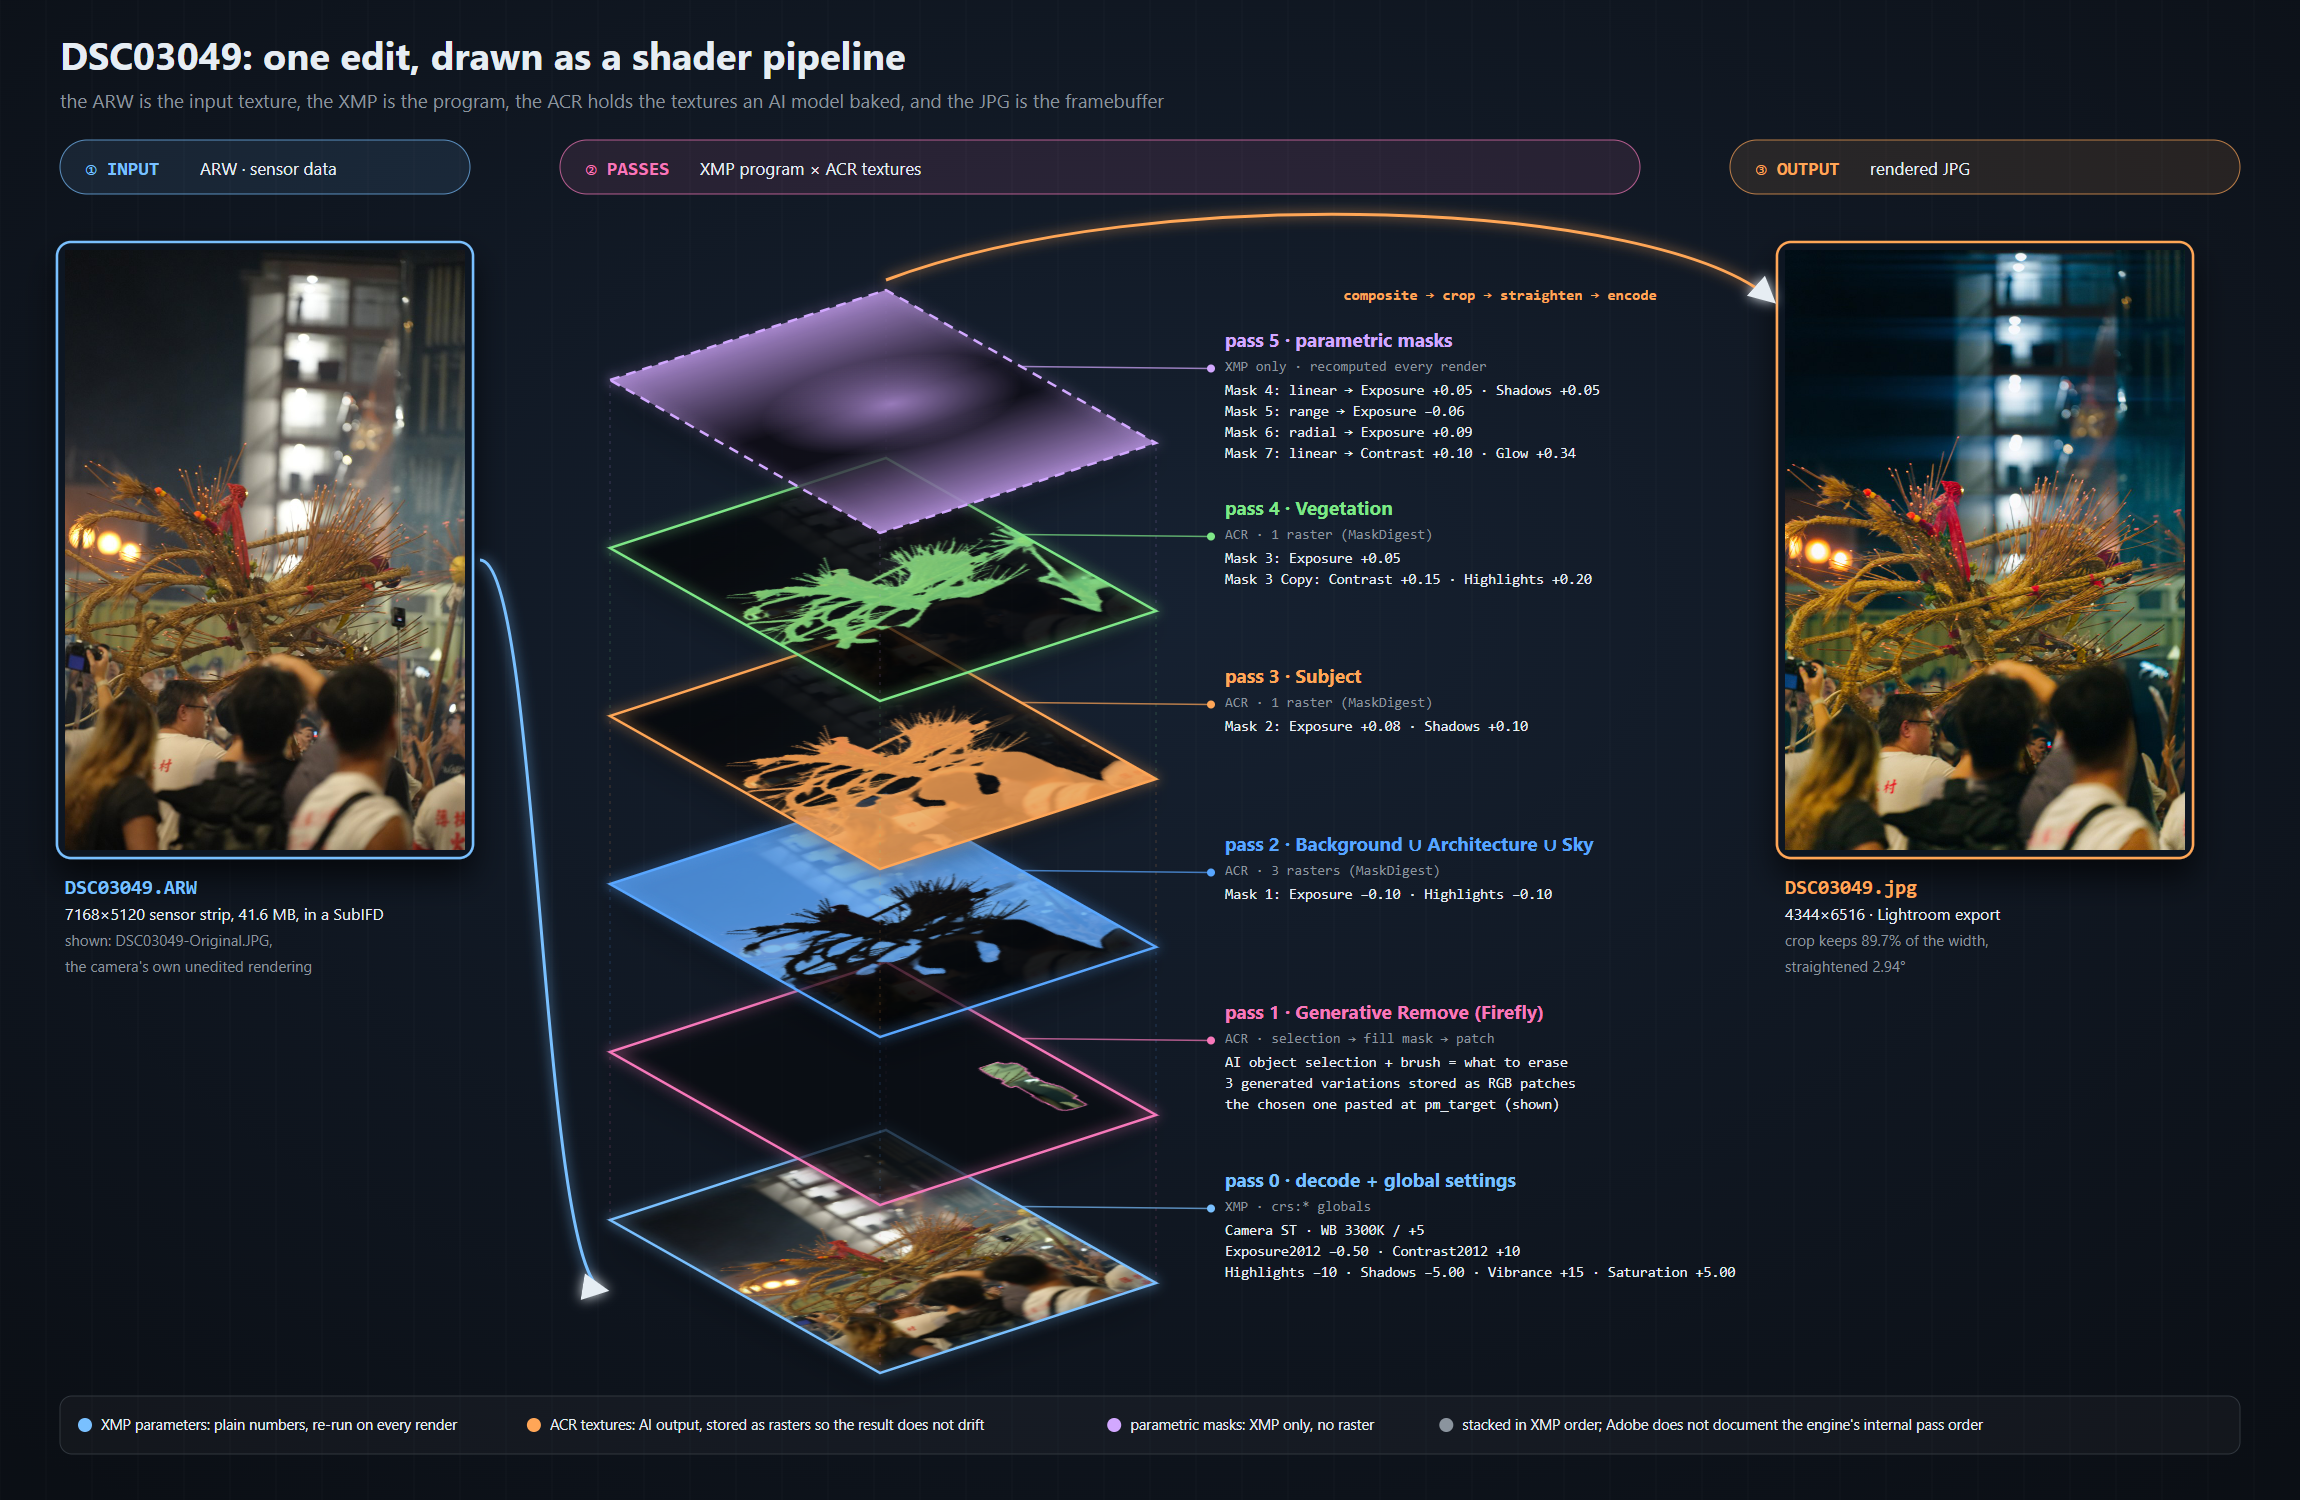 DSC03049: one edit, drawn as a shader pipeline
the ARW is the input texture, the XMP is the program, the ACR holds the textures an AI model baked, and the JPG is the framebuffer
① INPUT ARW · sensor data
② PASSES XMP program × ACR textures
③ OUTPUT rendered JPG
composite → crop → straighten → encode
pass 5 · parametric masks
XMP only · recomputed every render
Mask 4: linear → Exposure +0.05 · Shadows +0.05
Mask 5: range → Exposure −0.06
Mask 6: radial → Exposure +0.09
Mask 7: linear → Contrast +0.10 · Glow +0.34
pass 4 · Vegetation
ACR · 1 raster (MaskDigest)
Mask 3: Exposure +0.05
Mask 3 Copy: Contrast +0.15 · Highlights +0.20
pass 3 · Subject
ACR · 1 raster (MaskDigest)
Mask 2: Exposure +0.08 · Shadows +0.10
pass 2 · Background ∪ Architecture ∪ Sky
ACR · 3 rasters (MaskDigest)
Mask 1: Exposure −0.10 · Highlights −0.10
pass 1 · Generative Remove (Firefly)
ACR · selection → fill mask → patch
AI object selection + brush = what to erase
3 generated variations stored as RGB patches
the chosen one pasted at pm_target (shown)
pass 0 · decode + global settings
XMP · crs:* globals
Camera ST · WB 3300K / +5
Exposure2012 −0.50 · Contrast2012 +10
Highlights −10 · Shadows −5.00 · Vibrance +15 · Saturation +5.00
村
DSC03049.ARW
7168×5120 sensor strip, 41.6 MB, in a SubIFD
shown: DSC03049-Original.JPG,
the camera's own unedited rendering
村
DSC03049.jpg
4344×6516 · Lightroom export
crop keeps 89.7% of the width,
straightened 2.94°
XMP parameters: plain numbers, re-run on every render
ACR textures: AI output, stored as rasters so the result does not drift
parametric masks: XMP only, no raster
stacked in XMP order; Adobe does not document the engine's internal pass order